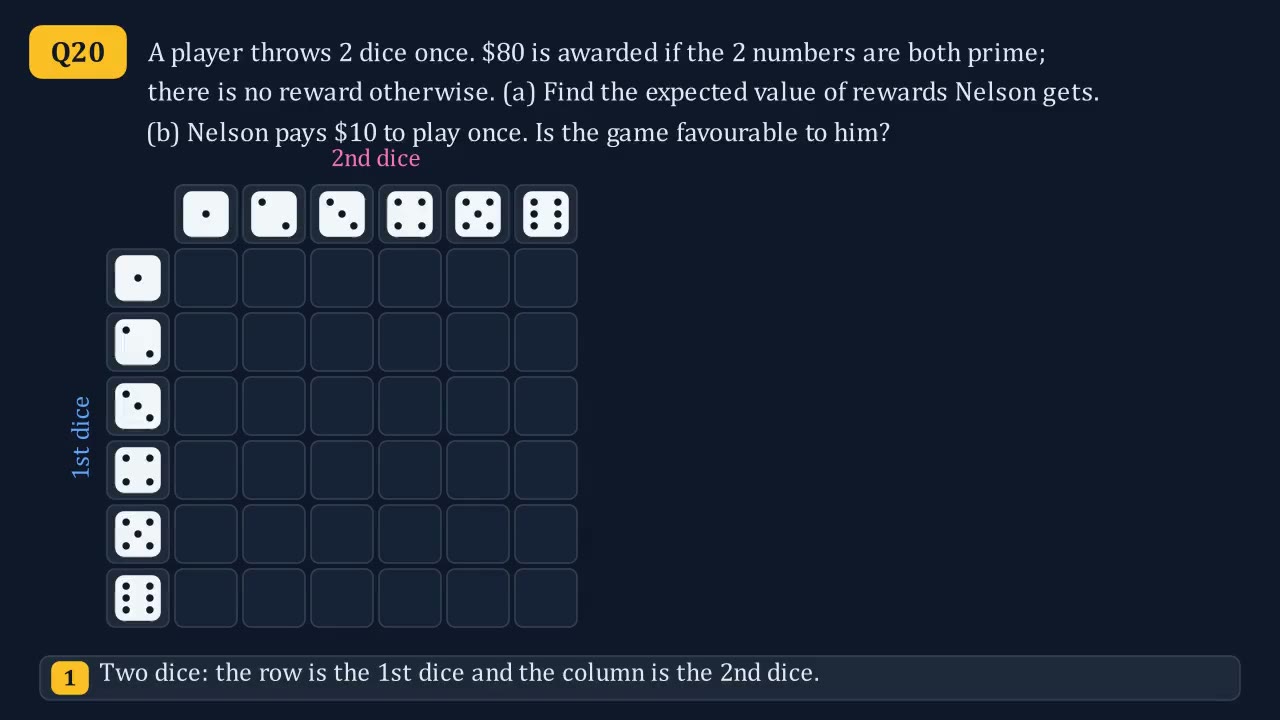 Q20
A player throws 2 dice once. $80 is awarded if the 2 numbers are both prime;
there is no reward otherwise. (a) Find the expected value of rewards Nelson gets.
(b) Nelson pays $10 to play once. Is the game favourable to him?
2nd dice
1st dice
1 Two dice: the row is the 1st dice and the column is the 2nd dice.